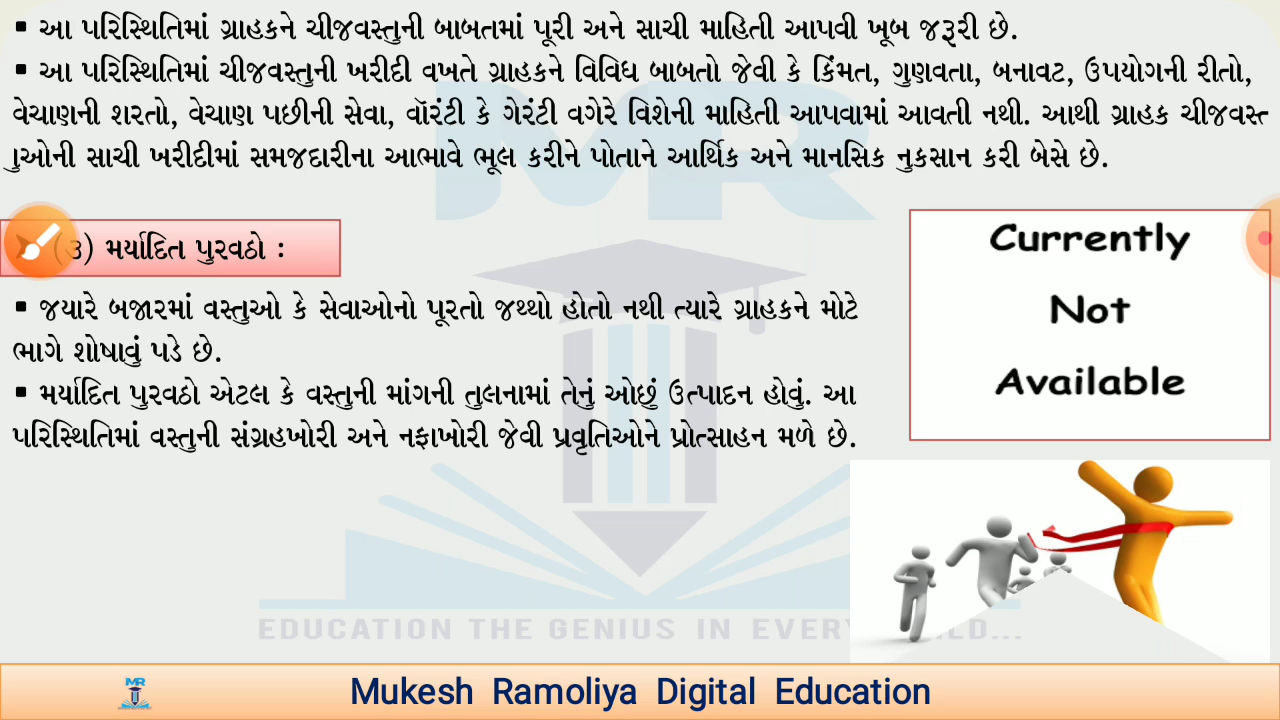 ▪ આ પરિસ્થિતિમાં ગ્રાહકને ચીજવસ્તુની બાબતમાં પૂરી અને સાચી માહિતી આપવી ખૂબ જરૂરી છે.
▪ આ પરિસ્થિતિમાં ચીજવસ્તુની ખરીદી વખતે ગ્રાહકને વિવિધ બાબતો જેવી કે કિંમત, ગુણવતા, બનાવટ, ઉપયોગની રીતો,
વેચાણની શરતો, વેચાણ પછીની સેવા, વૉરંટી કે ગેરંટી વગેરે વિશેની માહિતી આપવામાં આવતી નથી. આથી ગ્રાહક ચીજવસ્ત
ુઓની સાચી ખરીદીમાં સમજદારીના આભાવે ભૂલ કરીને પોતાને આર્થિક અને માનસિક નુકસાન કરી બેસે છે.
(૩) મર્યાદિત પુરવઠો :
▪ જયારે બજારમાં વસ્તુઓ કે સેવાઓનો પૂરતો જથ્થો હોતો નથી ત્યારે ગ્રાહકને મોટે
ભાગે શોષાવું પડે છે.
▪ મર્યાદિત પુરવઠો એટલ કે વસ્તુની માંગની તુલનામાં તેનું ઓછું ઉત્પાદન હોવું. આ
પરિસ્થિતિમાં વસ્તુની સંગ્રહખોરી અને નફાખોરી જેવી પ્રવૃતિઓને પ્રોત્સાહન મળે છે.
Currently
Not
Available
MR
EDUCATION THE GENIUS IN EVERY
MR
Mukesh Ramoliya Digital Education